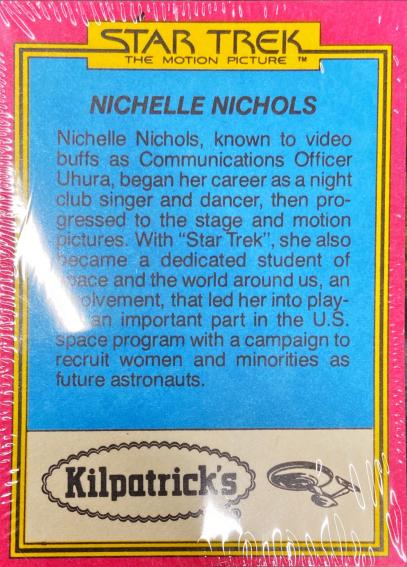 STAR TREK
THE MOTION PICTURE ™
NICHELLE NICHOLS
Nichelle Nichols, known to video
buffs as Communications Officer
Uhura, began her career as a night
club singer and dancer, then pro-
gressed to the stage and motion
pictures. With "Star Trek", she also
became a dedicated student of
space and the world around us, an
involvement, that led her into play-
an important part in the U.S.
space program with a campaign to
recruit women and minorities as
future astronauts.
Kilpatrick's